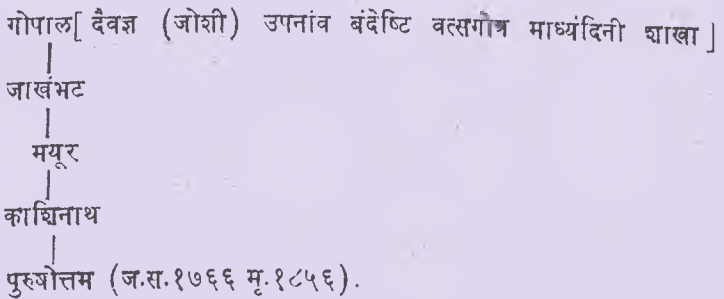 गोपाल[ दैवज्ञ (जोशी) उपनांव बंदेष्टि वत्सगोत्र माध्यंदिनी शाखा ]
जाखंभट
मयूर
काशिनाथ
पुरुषोत्तम (ज.स.१७६६ मृ.१८५६).